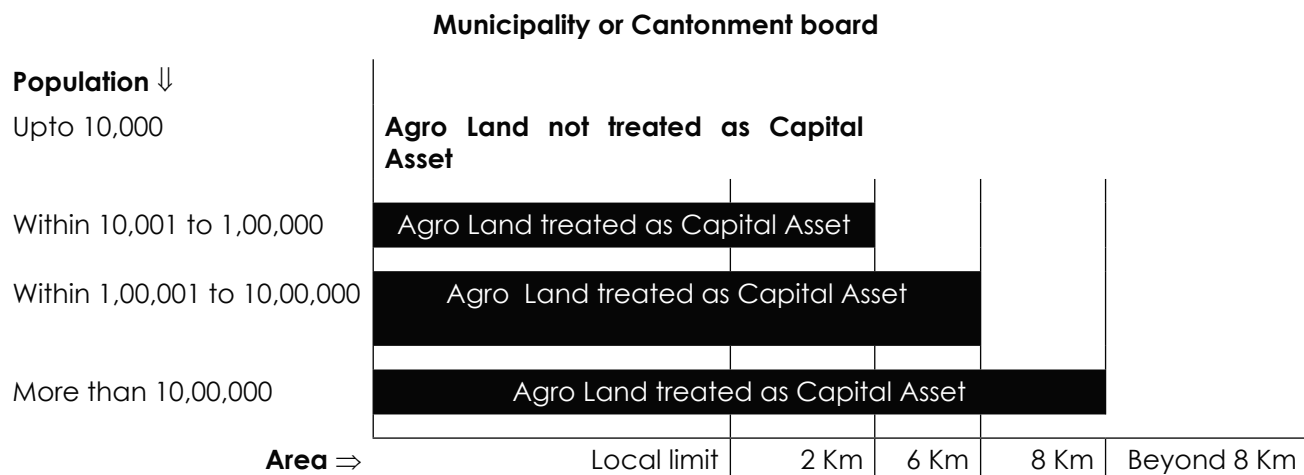 Municipality or Cantonment board
Population ⇓
Upto 10,000
Agro Land not treated as Capital
Asset
Within 10,001 to 1,00,000
Agro Land treated as Capital Asset
Within 1,00,001 to 10,00,000
Agro Land treated as Capital Asset
More than 10,00,000
Agro Land treated as Capital Asset
Area ⇒ Local limit 2 Km 6 Km 8 Km Beyond 8 Km